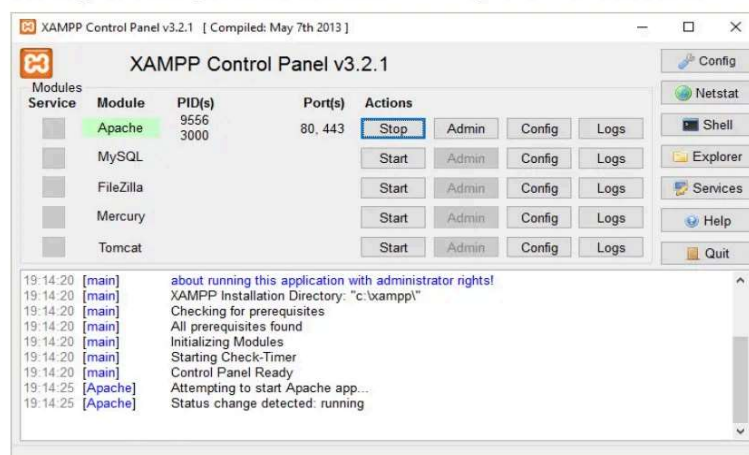 XAMPP Control Panel v3.2.1 [ Compiled: May 7th 2013 ]
XAMPP Control Panel v3.2.1
Config
Modules
Service Module PID(s) Port(s) Actions
Netstat
Apache 9556 3000 80, 443 Stop Admin Config Logs
Shell
MySQL Start Admin Config Logs
Explorer
FileZilla Start Admin Config Logs
Services
Mercury Start Admin Config Logs
Help
Tomcat Start Admin Config Logs
Quit
19:14:20 [main] about running this application with administrator rights!
19:14:20 [main] XAMPP Installation Directory: "c:\xampp\"
19:14:20 [main] Checking for prerequisites
19:14:20 [main] All prerequisites found
19:14:20 [main] Initializing Modules
19:14:20 [main] Starting Check-Timer
19:14:20 [main] Control Panel Ready
19:14:25 [Apache] Attempting to start Apache app...
19:14:25 [Apache] Status change detected: running